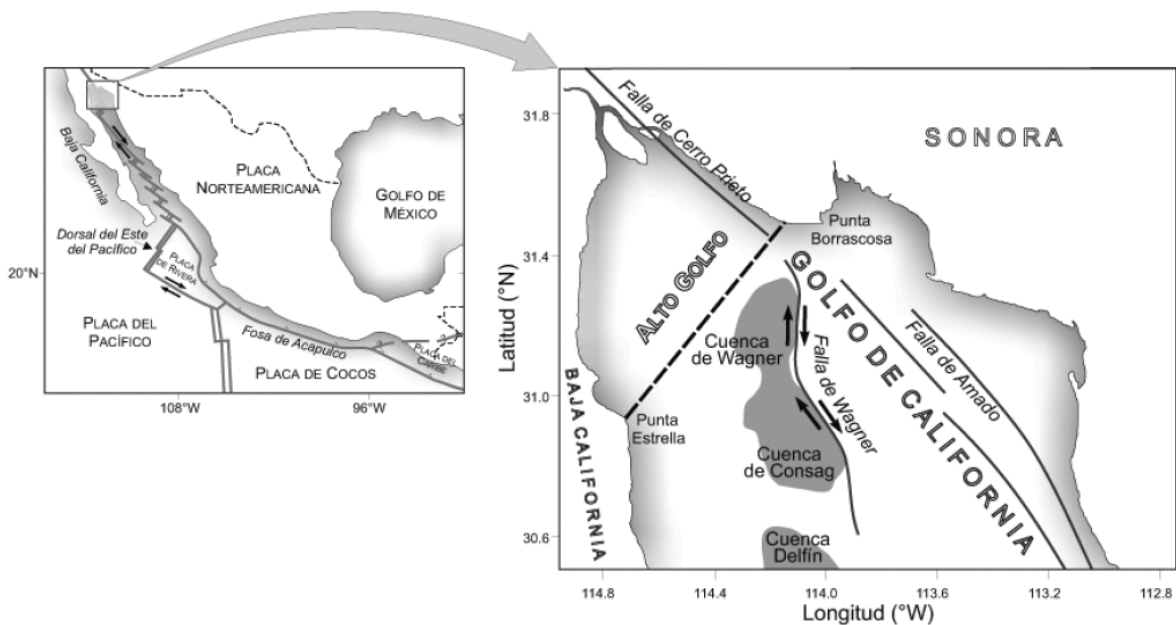 Baja California
PLACA
NORTEAMERICANA
GOLFO DE
MÉXICO
Dorsal del Este
del Pacífico
PLACA
DE RIVERA
20°N
PLACA DEL
PACÍFICO
Fosa de Acapulco
PLACA DEL
CARIBE
PLACA DE COCOS
108°W
96°W
31.8
31.4
31.0
30.6
Latitud (°N)
Falla de Cerro Prieto
SONORA
Punta
Borrascosa
ALTO GOLFO
GOLFO DE CALIFORNIA
Cuenca
de Wagner
Falla de Wagner
Falla de Amado
BAJA CALIFORNIA
Punta
Estrella
Cuenca
de Consag
Cuenca
Delfín
114.8
114.4
114.0
113.6
113.2
112.8
Longitud (°W)